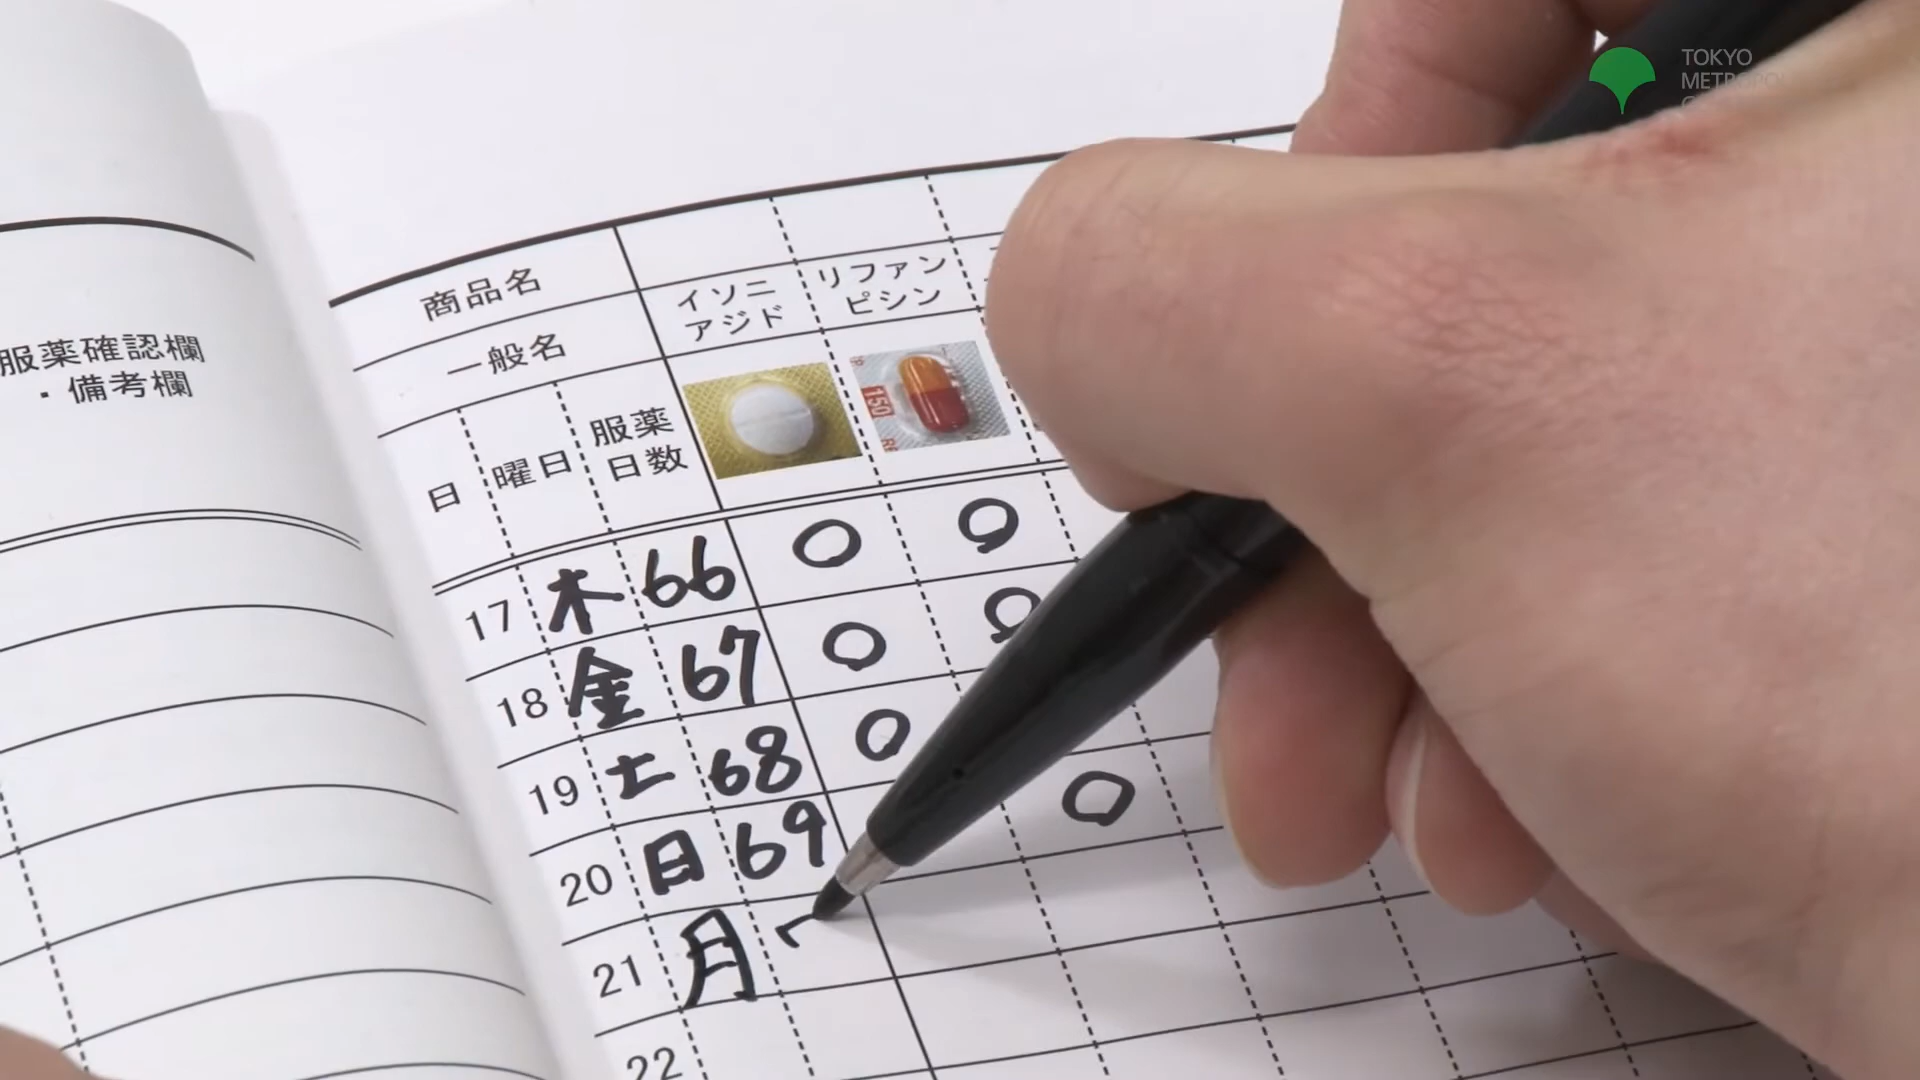 TOKYO
服薬確認欄
・備考欄
商品名
一般名
イソニ
アジド
リファン
ピシン
150
日
曜日
服薬
日数
17 木 66 ○ ○
18 金 67 ○ ○
19 土 68 ○
20 日 69 ○
21 月
22